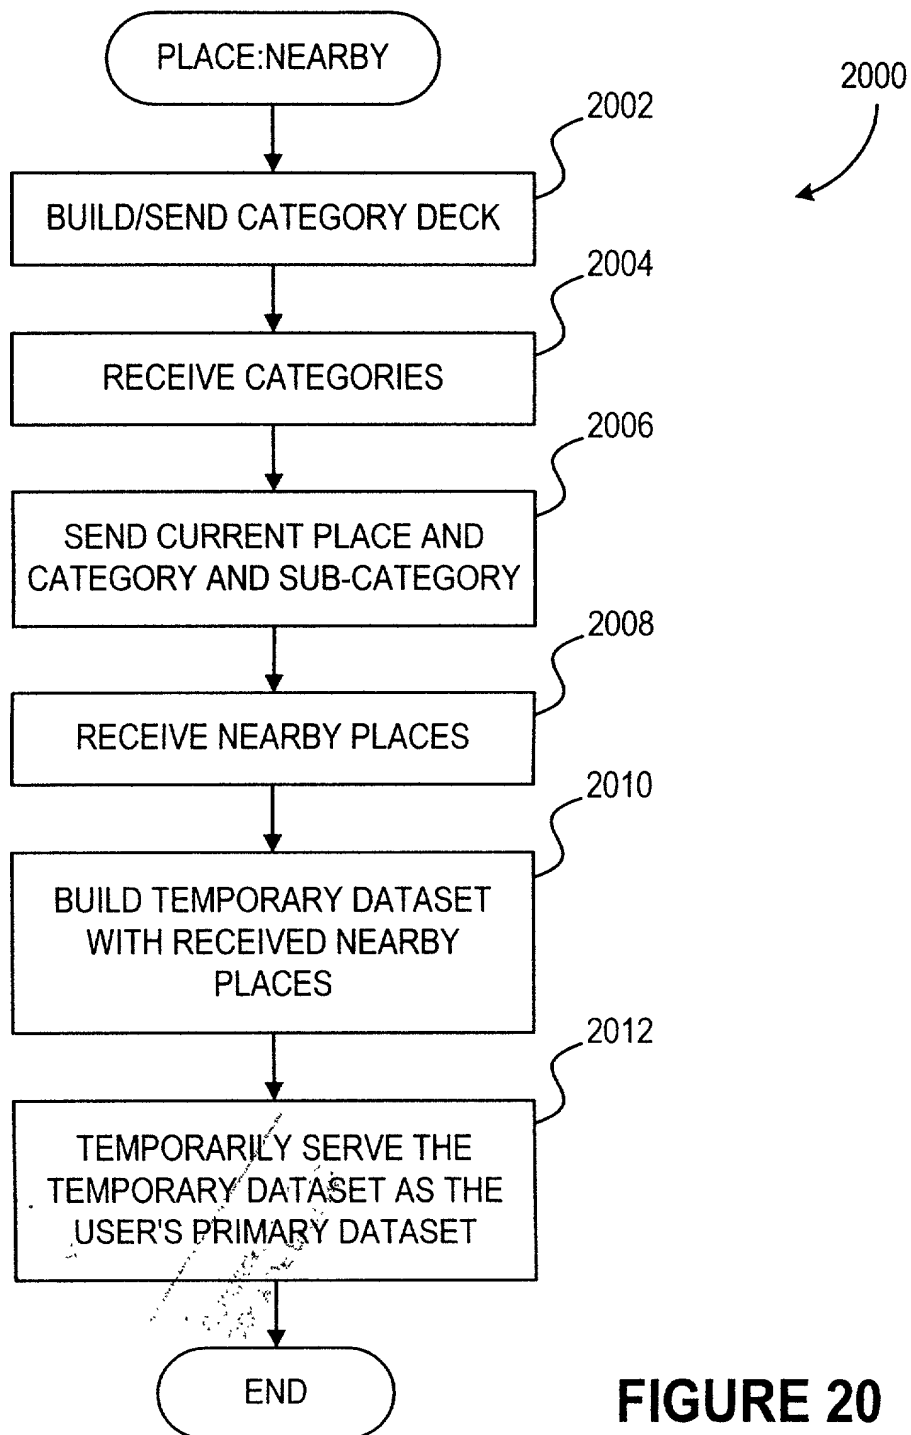 PLACE:NEARBY
2000
2002
BUILD/SEND CATEGORY DECK
2004
RECEIVE CATEGORIES
2006
SEND CURRENT PLACE AND
CATEGORY AND SUB-CATEGORY
2008
RECEIVE NEARBY PLACES
2010
BUILD TEMPORARY DATASET
WITH RECEIVED NEARBY
PLACES
2012
TEMPORARILY SERVE THE
TEMPORARY DATASET AS THE
USER'S PRIMARY DATASET
END
FIGURE 20